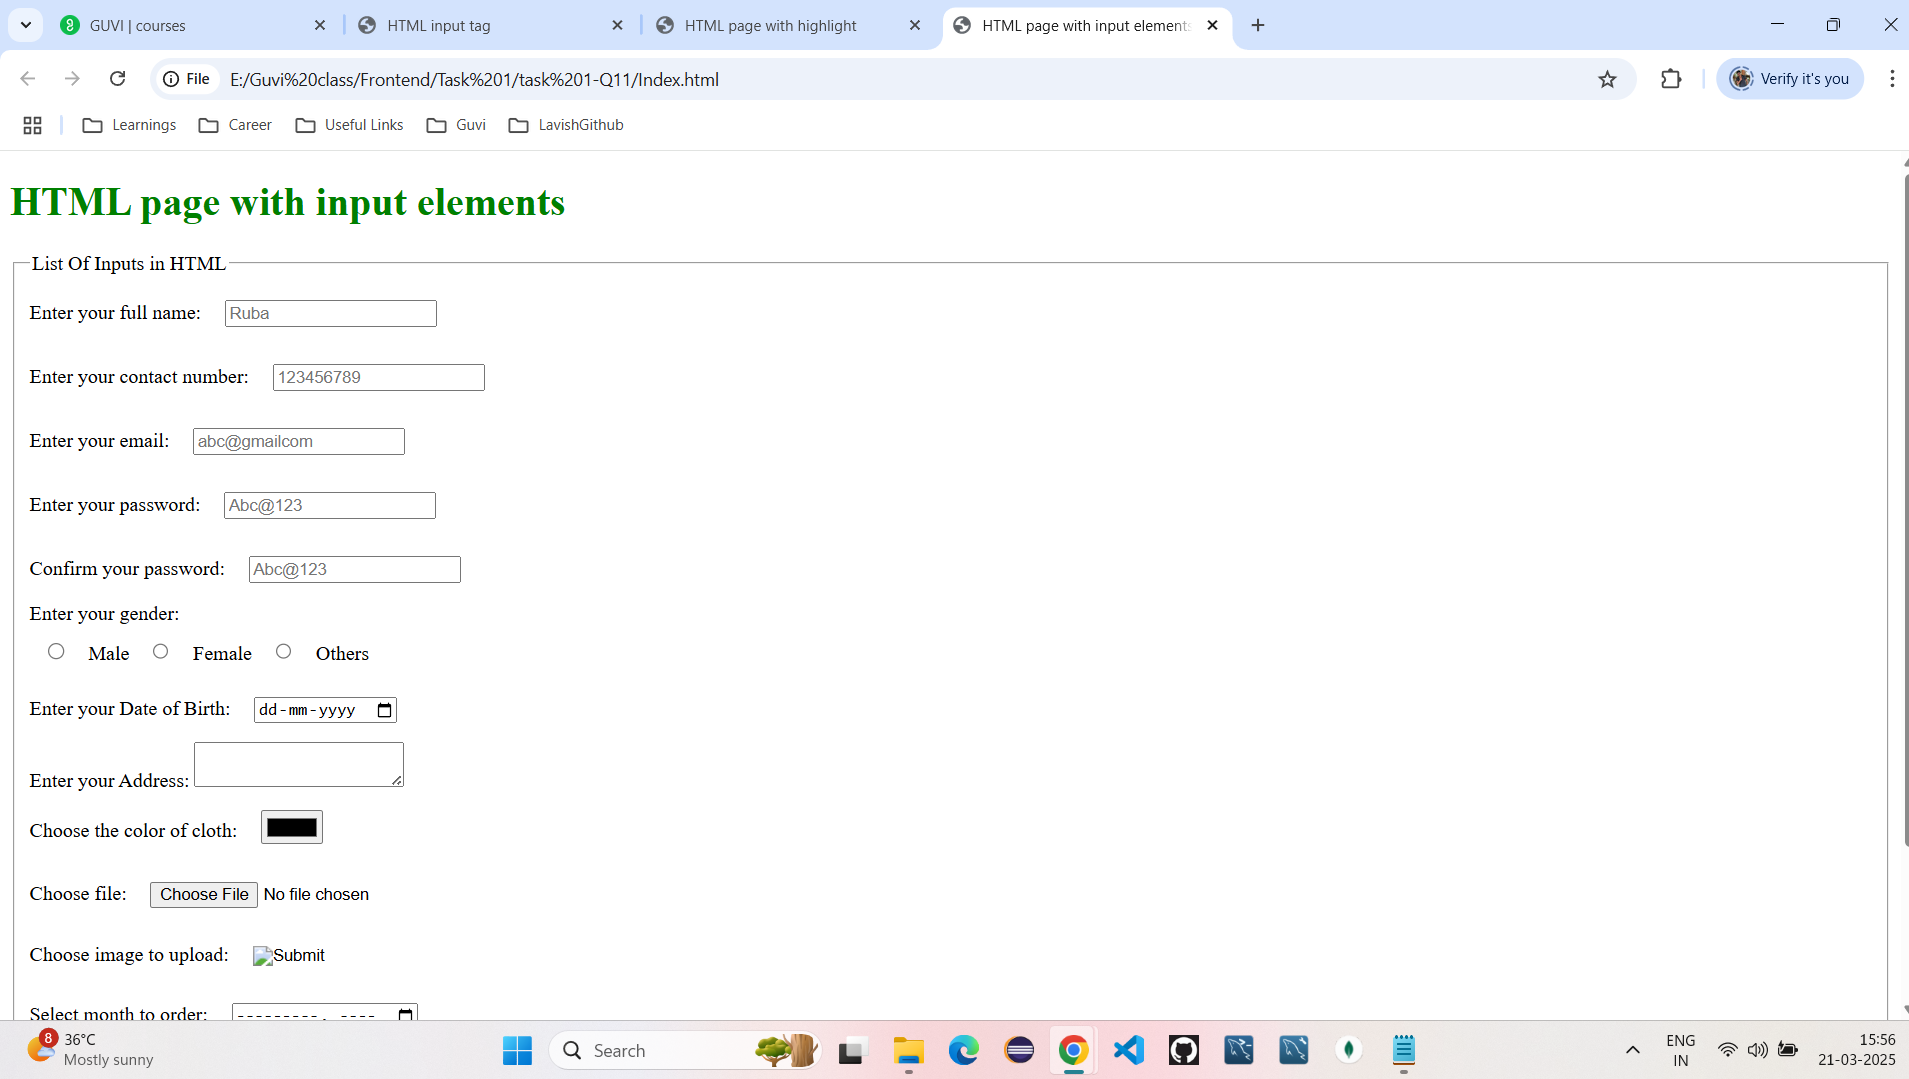 GUVI | courses
HTML input tag
HTML page with highlight
HTML page with input elements
File
E:/Guvi%20class/Frontend/Task%201/task%201-Q11/Index.html
Verify it's you
Learnings
Career
Useful Links
Guvi
LavishGithub
HTML page with input elements
List Of Inputs in HTML
Enter your full name: Ruba
Enter your contact number: 123456789
Enter your email: abc@gmailcom
Enter your password: Abc@123
Confirm your password: Abc@123
Enter your gender:
Male Female Others
Enter your Date of Birth: dd-mm-yyyy
Enter your Address:
Choose the color of cloth:
Choose file: Choose File No file chosen
Choose image to upload: Submit
Select month to order: ---------, ----
8
36°C
Mostly sunny
Search
ENG
IN
15:56
21-03-2025